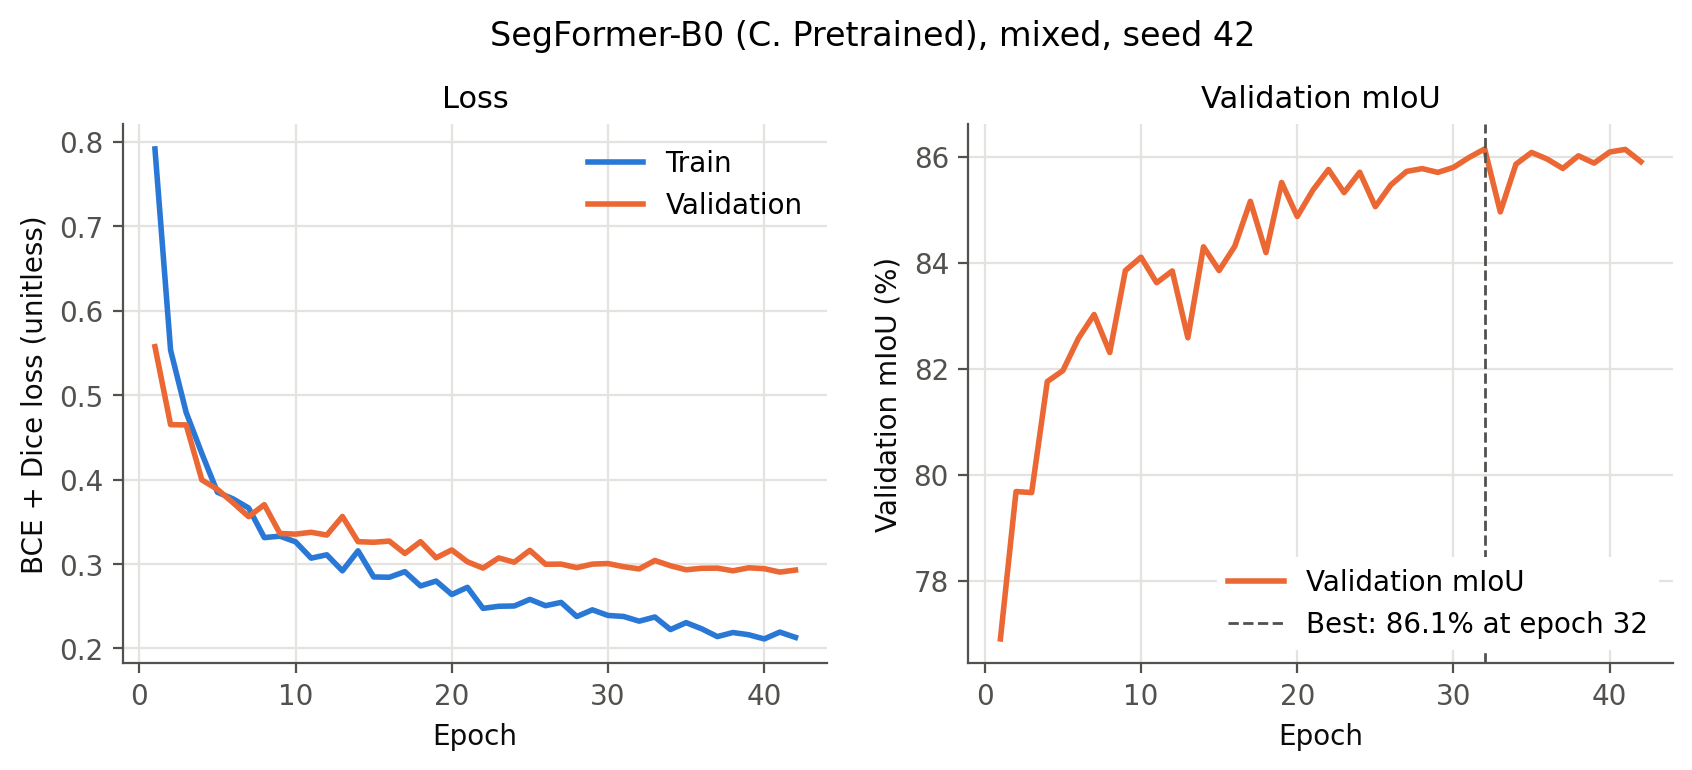 SegFormer-B0 (C. Pretrained), mixed, seed 42
Loss
BCE + Dice loss (unitless)
0.8
0.7
0.6
0.5
0.4
0.3
0.2
Train
Validation
0 10 20 30 40
Epoch
Validation mIoU
Validation mIoU (%)
86
84
82
80
78
Validation mIoU
Best: 86.1% at epoch 32
0 10 20 30 40
Epoch